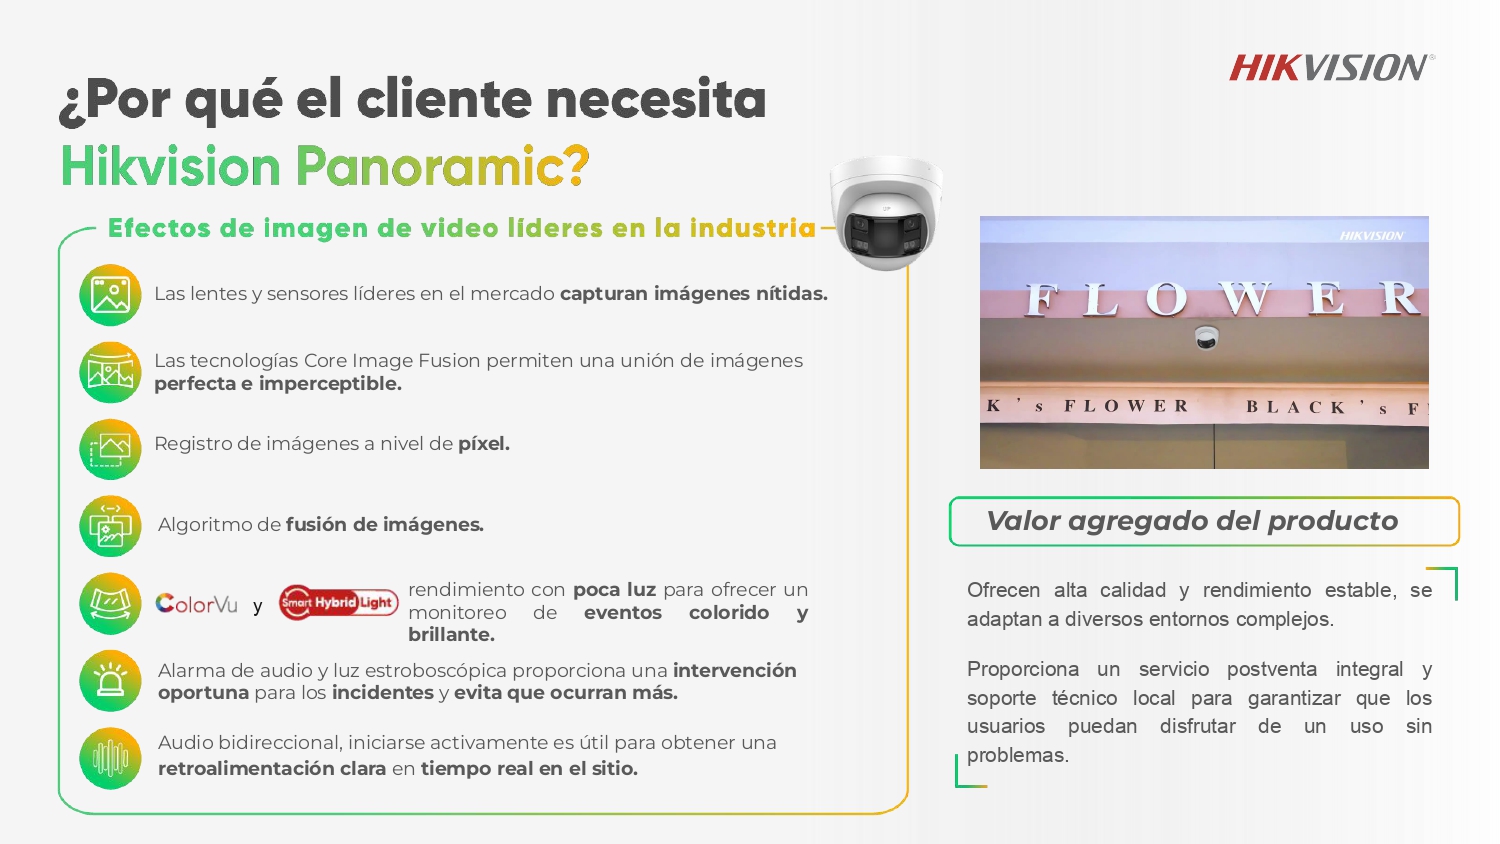 HIKVISION®
¿Por qué el cliente necesita
Hikvision Panoramic?
Efectos de imagen de video líderes en la industria
Las lentes y sensores líderes en el mercado capturan imágenes nítidas.
Las tecnologías Core Image Fusion permiten una unión de imágenes
perfecta e imperceptible.
Registro de imágenes a nivel de píxel.
Algoritmo de fusión de imágenes.
ColorVu y Smart Hybrid Light rendimiento con poca luz para ofrecer un
monitoreo de eventos colorido y
brillante.
Alarma de audio y luz estroboscópica proporciona una intervención
oportuna para los incidentes y evita que ocurran más.
Audio bidireccional, iniciarse activamente es útil para obtener una
retroalimentación clara en tiempo real en el sitio.
HIKVISION
FLOWER
K's FLOWER BLACK's F
Valor agregado del producto
Ofrecen alta calidad y rendimiento estable, se
adaptan a diversos entornos complejos.
Proporciona un servicio postventa integral y
soporte técnico local para garantizar que los
usuarios puedan disfrutar de un uso sin
problemas.